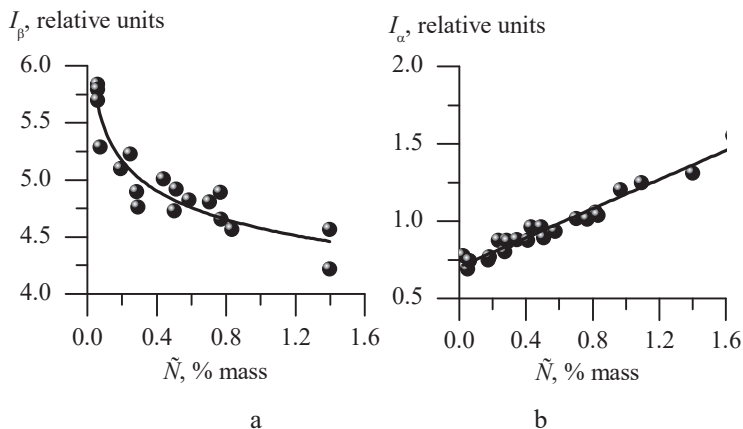 I_β, relative units
6.0
5.5
5.0
4.5
4.0
0.0 0.4 0.8 1.2 1.6
Ñ, % mass
a
I_α, relative units
2.0
1.5
1.0
0.5
0.0 0.4 0.8 1.2 1.6
Ñ, % mass
b